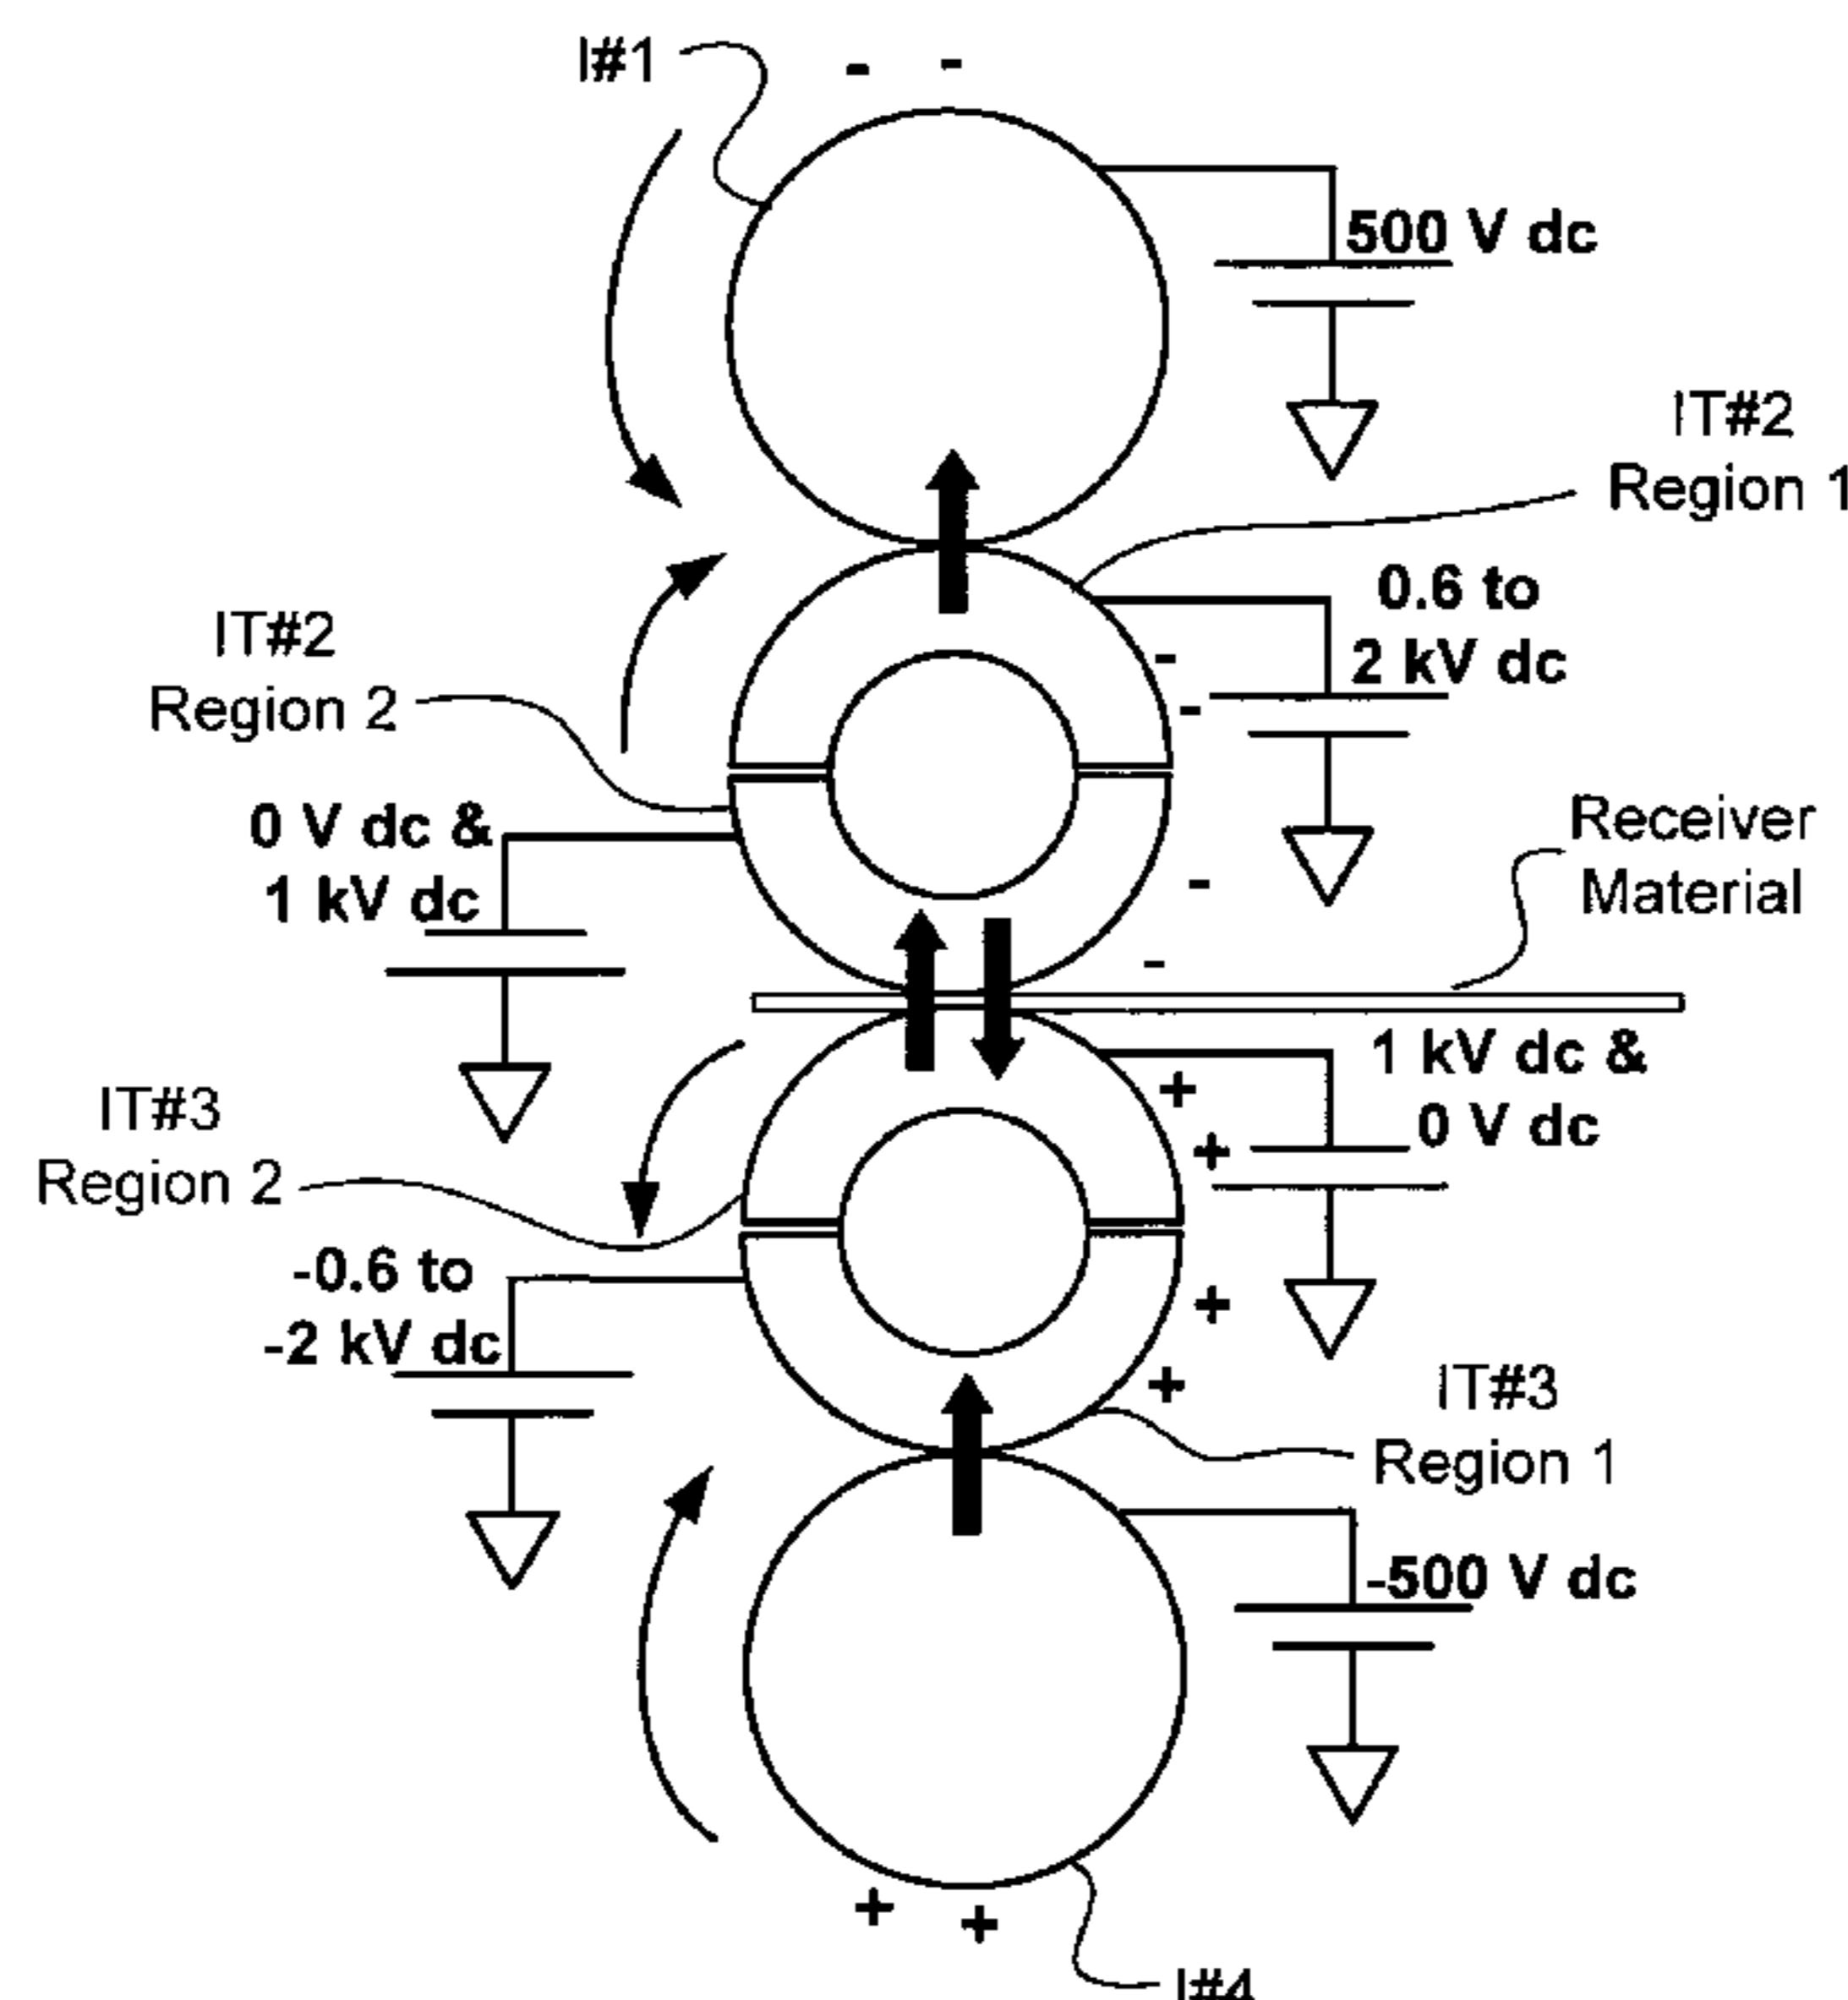 I#1
- -
500 V dc
IT#2
Region 1
0.6 to
2 kV dc
-
-
IT#2
Region 2
0 V dc &
1 kV dc
Receiver
Material
-
-
1 kV dc &
0 V dc
+
+
IT#3
Region 2
-0.6 to
-2 kV dc
+
+
IT#3
Region 1
-500 V dc
+ +
I#4